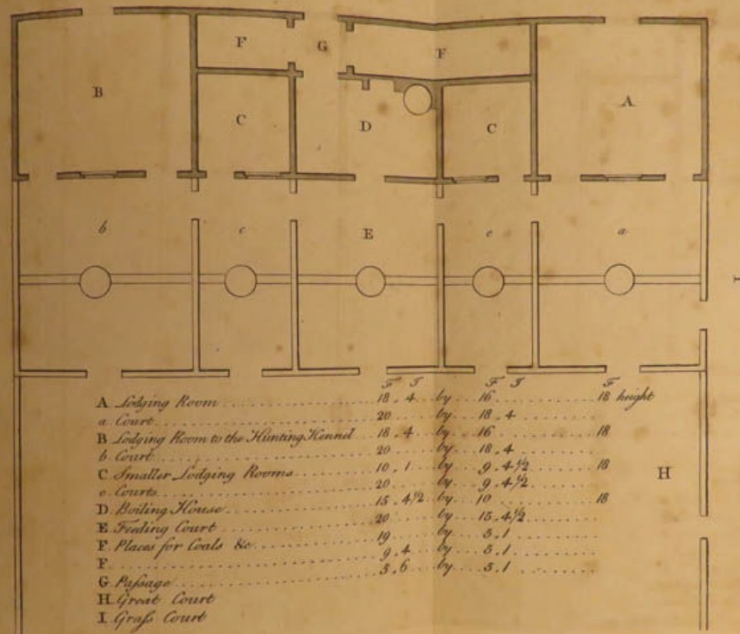 F
G
F
B
A
C
D
C
b
c
E
c
a
I
F I F I F
A Lodging Room 18 . 4 by 16 18 height
a Court 20 by 18 . 4
B Lodging Room to the Hunting Kennel 18 . 4 by 16 18
b Court 20 by 18 . 4
C Smaller Lodging Rooms 10 . 1 by 9 . 4½ 18
c Courts 20 by 9 . 4½
D Boiling House 15 . 4½ by 10 18
E Feeding Court 20 by 15 . 4½
F Places for Coals &c 19 by 5 . 1
F 9 . 4 by 5 . 1
G Paſsage 5 . 6 by 5 . 1
H Great Court
I Graſs Court
H